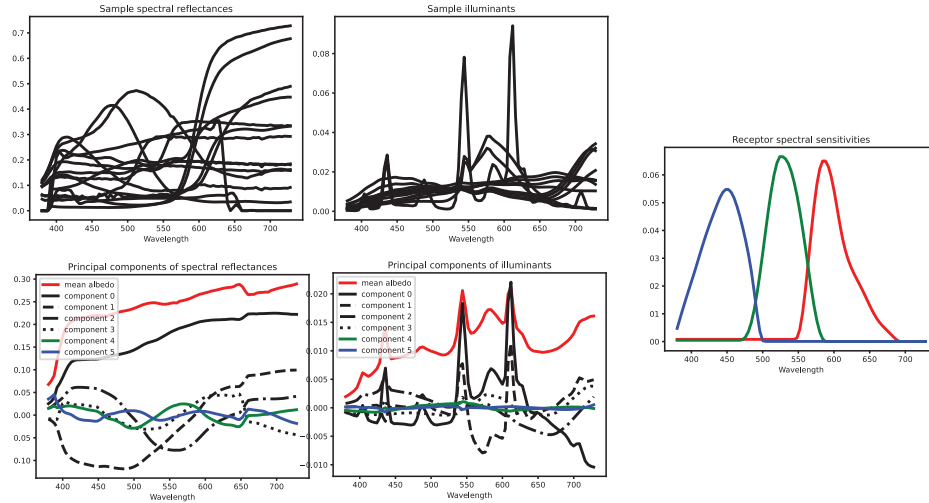 Sample spectral reflectances
0.7
0.6
0.5
0.4
0.3
0.2
0.1
0.0
400 450 500 550 600 650 700
Wavelength
Sample illuminants
0.08
0.06
0.04
0.02
0.00
400 450 500 550 600 650 700
Wavelength
Receptor spectral sensitivities
0.06
0.05
0.04
0.03
0.02
0.01
0.00
400 450 500 550 600 650 700
Wavelength
Principal components of spectral reflectances
0.30
0.25
0.20
0.15
0.10
0.05
0.00
0.05
0.10
mean albedo
component 0
component 1
component 2
component 3
component 4
component 5
400 450 500 550 600 650 700
Wavelength
Principal components of illuminants
0.020
0.015
0.010
0.005
0.000
−0.005
−0.010
mean albedo
component 0
component 1
component 2
component 3
component 4
component 5
400 450 500 550 600 650 700
Wavelength